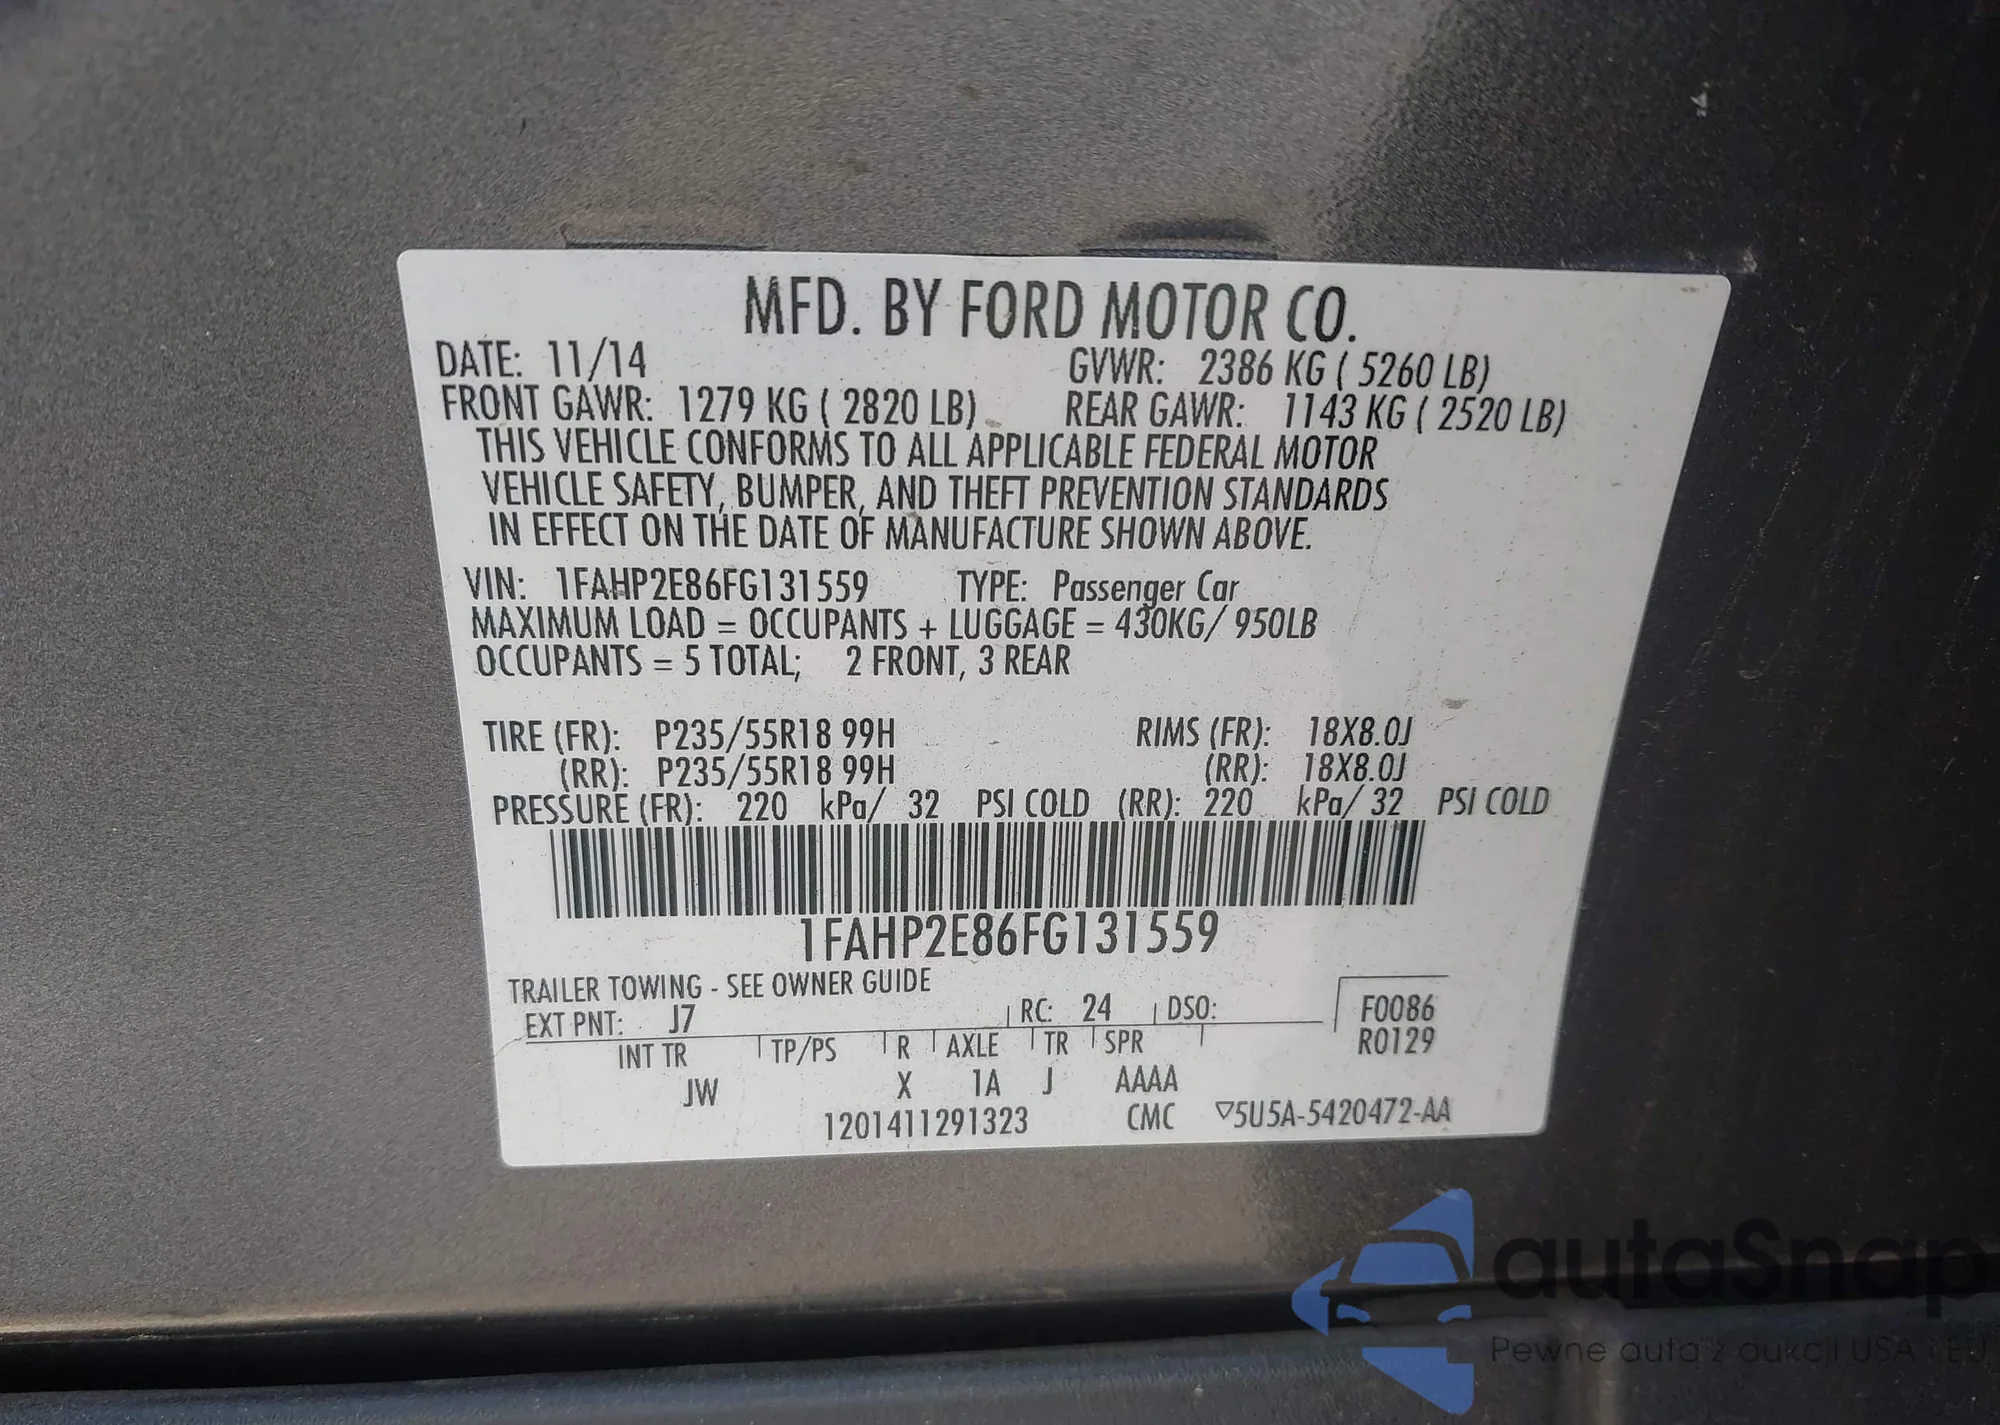 MFD. BY FORD MOTOR CO.
DATE: 11/14 GVWR: 2386 KG ( 5260 LB)
FRONT GAWR: 1279 KG ( 2820 LB) REAR GAWR: 1143 KG ( 2520 LB)
THIS VEHICLE CONFORMS TO ALL APPLICABLE FEDERAL MOTOR
VEHICLE SAFETY, BUMPER, AND THEFT PREVENTION STANDARDS
IN EFFECT ON THE DATE OF MANUFACTURE SHOWN ABOVE.
VIN: 1FAHP2E86FG131559 TYPE: Passenger Car
MAXIMUM LOAD = OCCUPANTS + LUGGAGE = 430KG/ 950LB
OCCUPANTS = 5 TOTAL; 2 FRONT, 3 REAR
TIRE (FR): P235/55R18 99H RIMS (FR): 18X8.0J
(RR): P235/55R18 99H (RR): 18X8.0J
PRESSURE (FR): 220 kPa/ 32 PSI COLD (RR): 220 kPa/ 32 PSI COLD
1FAHP2E86FG131559
TRAILER TOWING - SEE OWNER GUIDE
EXT PNT: J7 RC: 24 DSO: F0086
R0129
INT TR TP/PS R AXLE TR SPR
JW X 1A J AAAA
1201411291323 CMC ▽5U5A-5420472-AA
autaSnap
Pewne auta z aukcji USA i EU